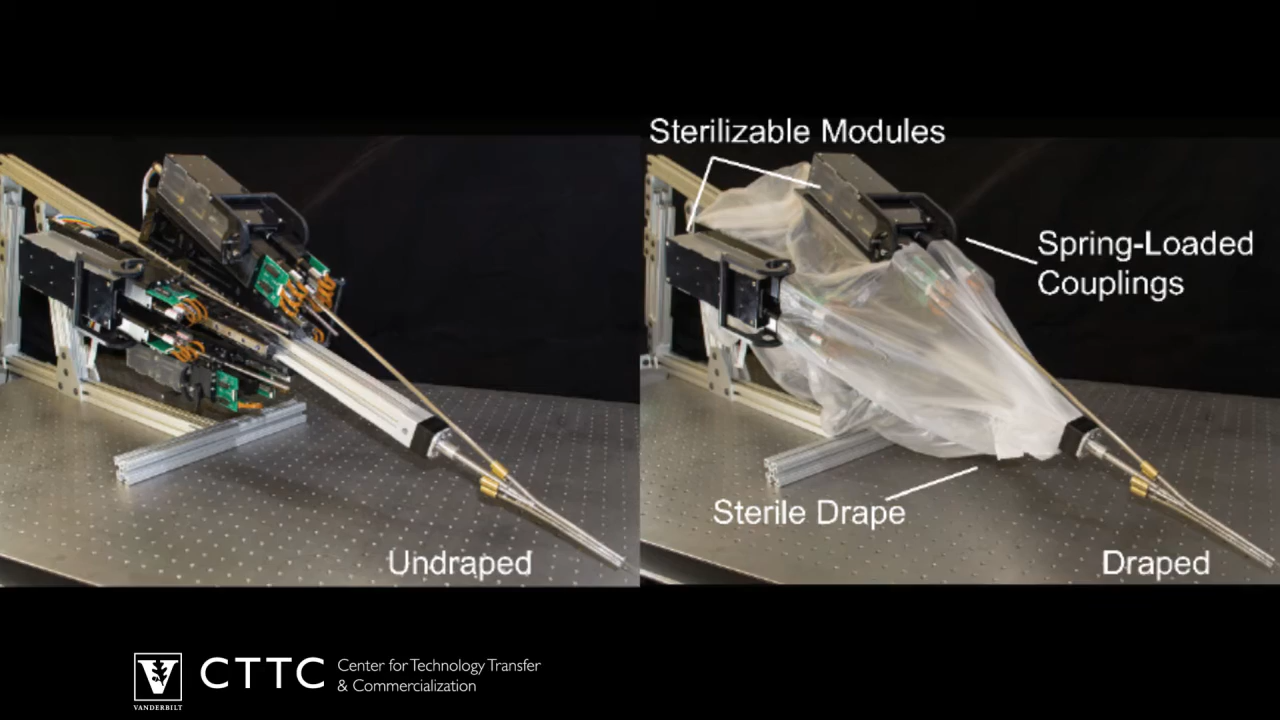 Sterilizable Modules
Spring-Loaded
Couplings
Sterile Drape
Undraped
Draped
V
VANDERBILT
CTTC
Center for Technology Transfer
& Commercialization